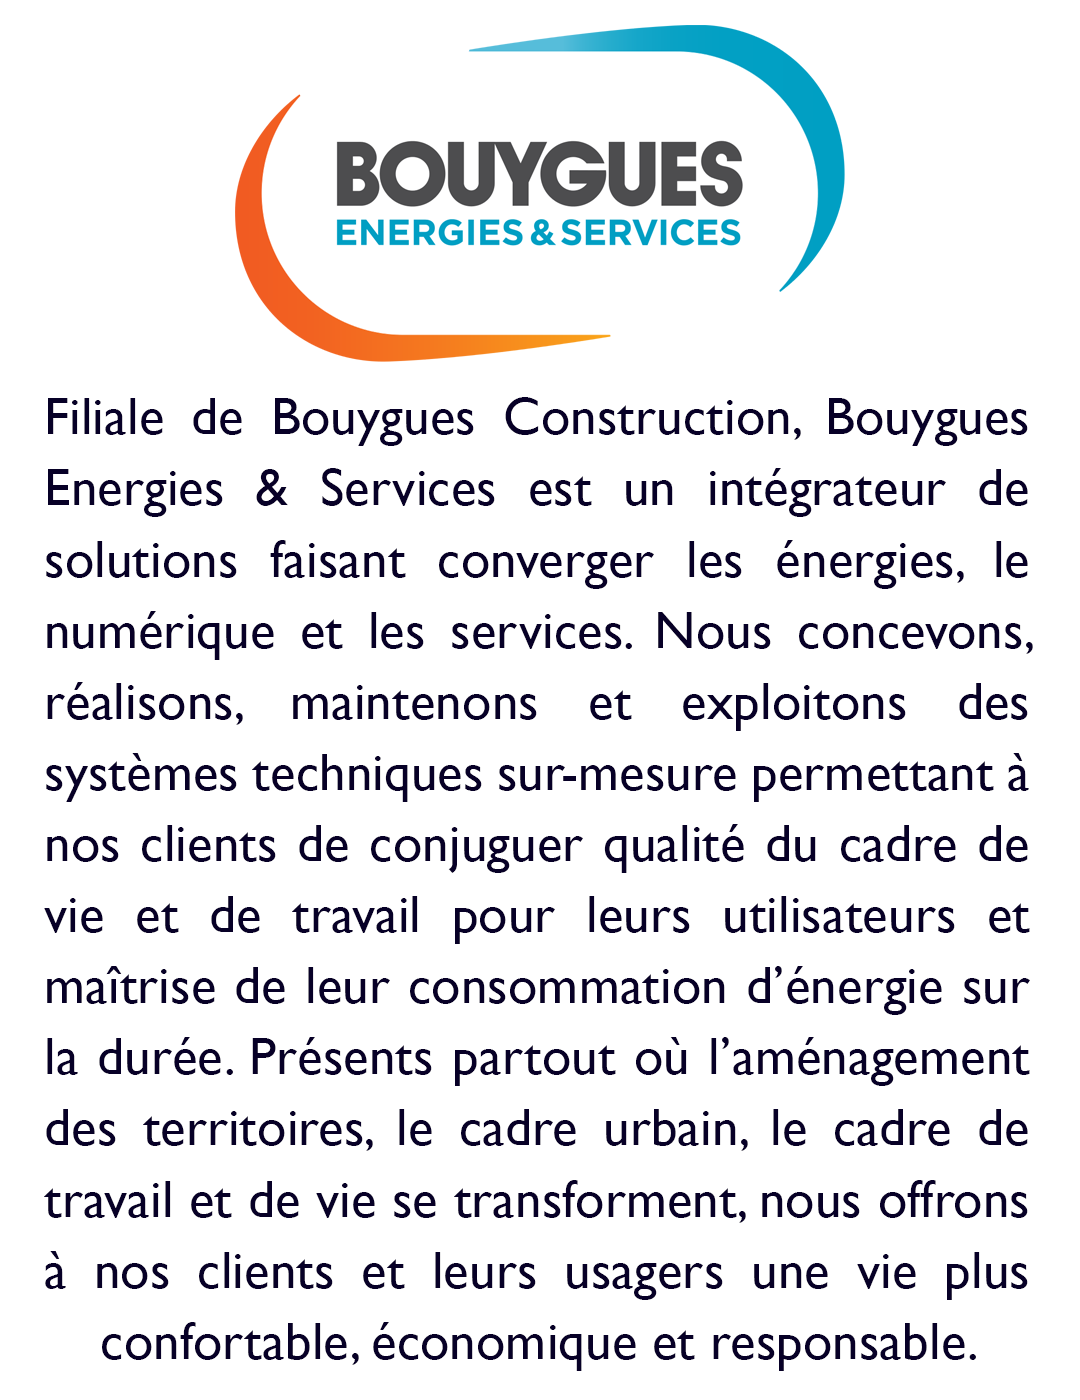 BOUYGUES
ENERGIES & SERVICES
Filiale de Bouygues Construction, Bouygues
Energies & Services est un intégrateur de
solutions faisant converger les énergies, le
numérique et les services. Nous concevons,
réalisons, maintenons et exploitons des
systèmes techniques sur-mesure permettant à
nos clients de conjuguer qualité du cadre de
vie et de travail pour leurs utilisateurs et
maîtrise de leur consommation d’énergie sur
la durée. Présents partout où l’aménagement
des territoires, le cadre urbain, le cadre de
travail et de vie se transforment, nous offrons
à nos clients et leurs usagers une vie plus
confortable, économique et responsable.